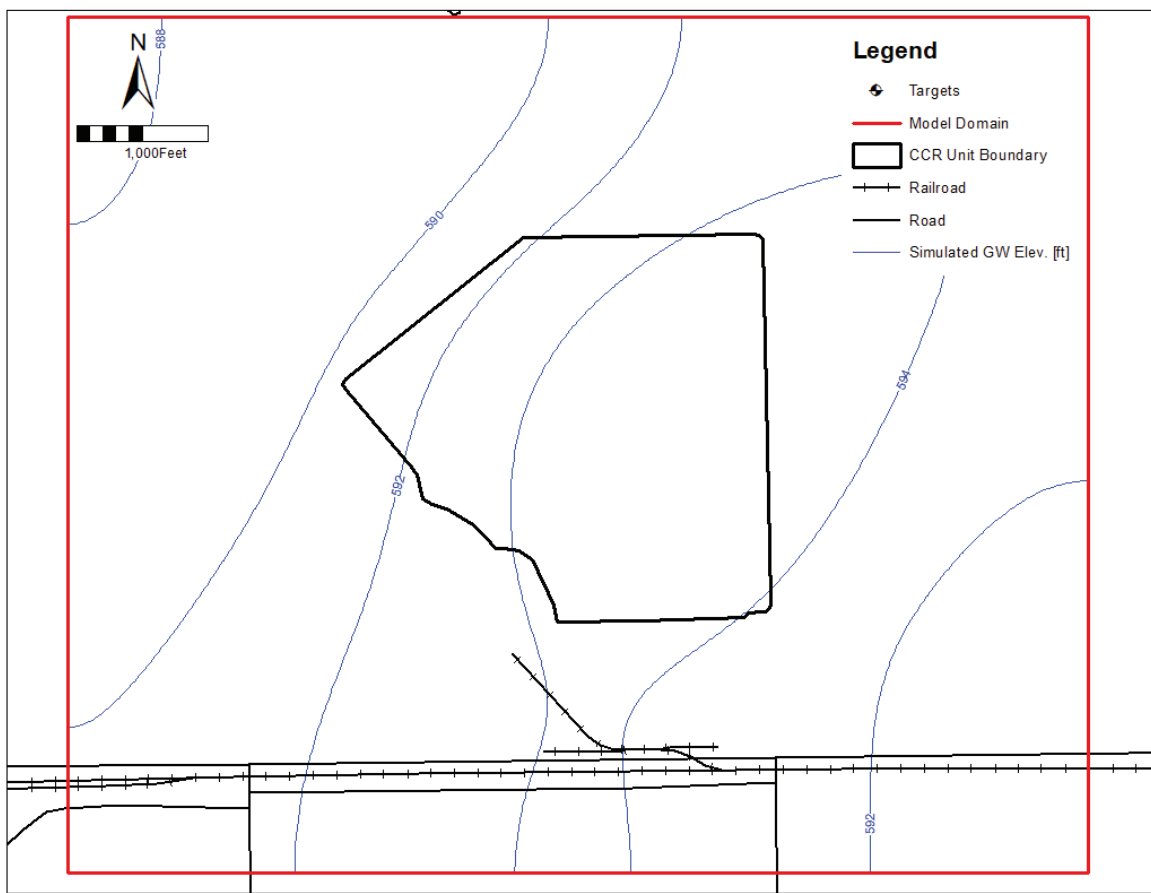 588
N
1,000Feet
Legend
Targets
Model Domain
CCR Unit Boundary
Railroad
Road
Simulated GW Elev. [ft]
590
594
592
592